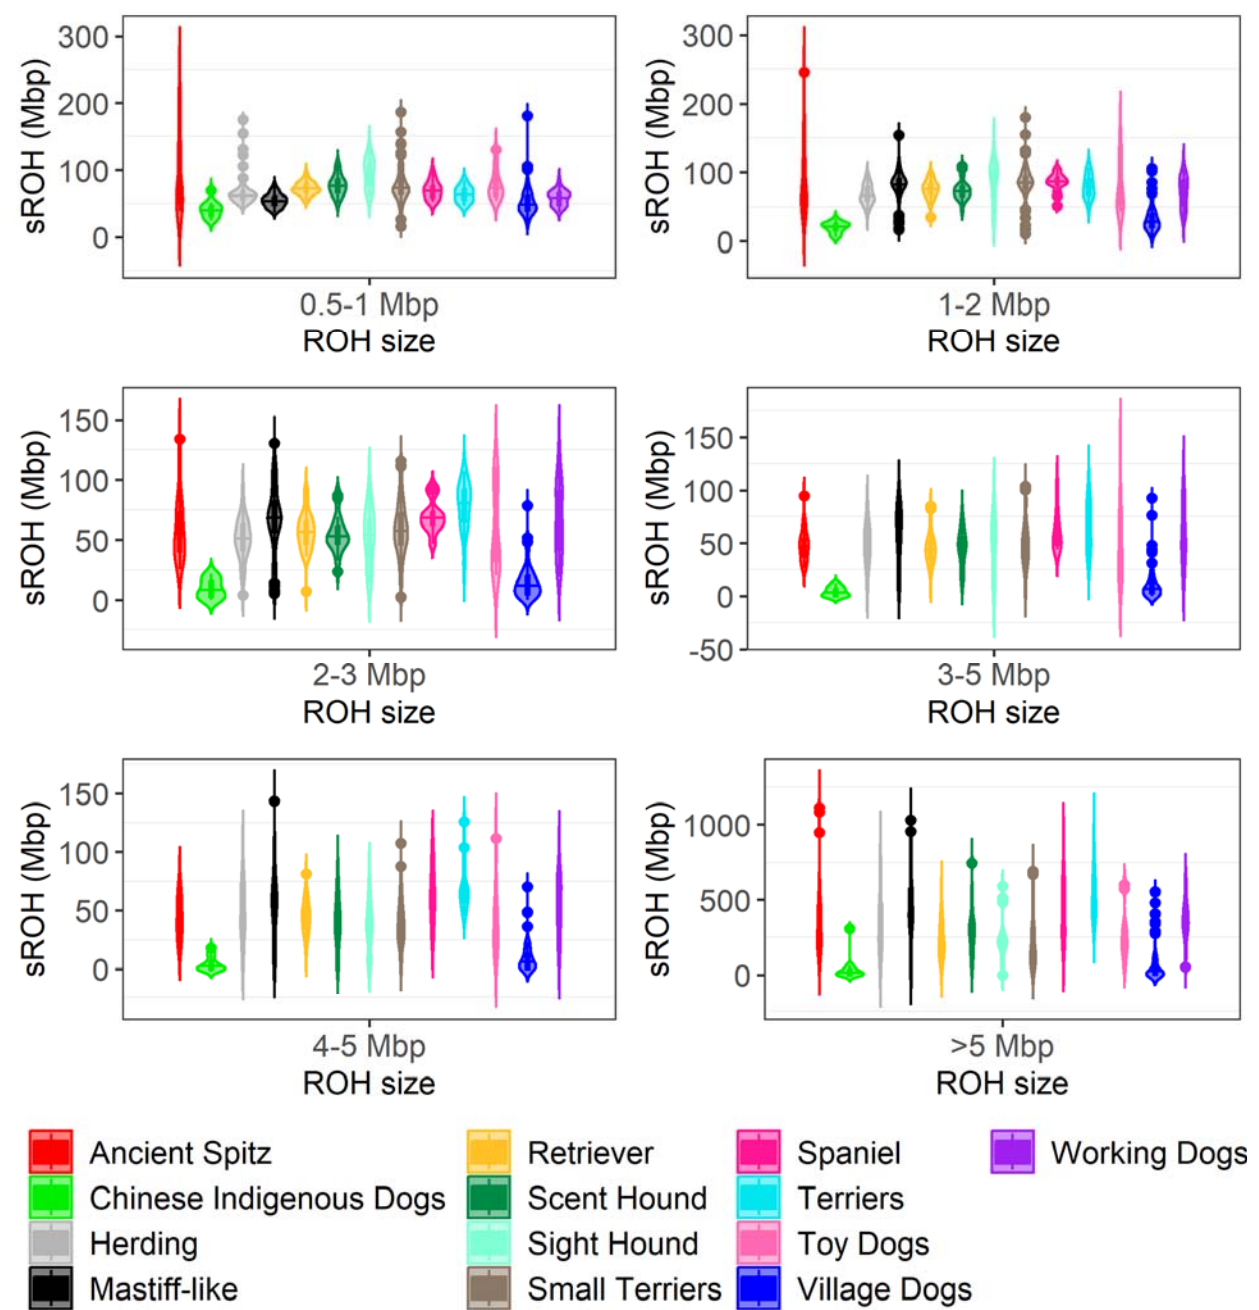 300
200
100
0
sROH (Mbp)
0.5-1 Mbp
ROH size
300
200
100
0
sROH (Mbp)
1-2 Mbp
ROH size
150
100
50
0
sROH (Mbp)
2-3 Mbp
ROH size
150
100
50
0
-50
sROH (Mbp)
3-5 Mbp
ROH size
150
100
50
0
sROH (Mbp)
4-5 Mbp
ROH size
1000
500
0
sROH (Mbp)
>5 Mbp
ROH size
Ancient Spitz
Chinese Indigenous Dogs
Herding
Mastiff-like
Retriever
Scent Hound
Sight Hound
Small Terriers
Spaniel
Terriers
Toy Dogs
Village Dogs
Working Dogs